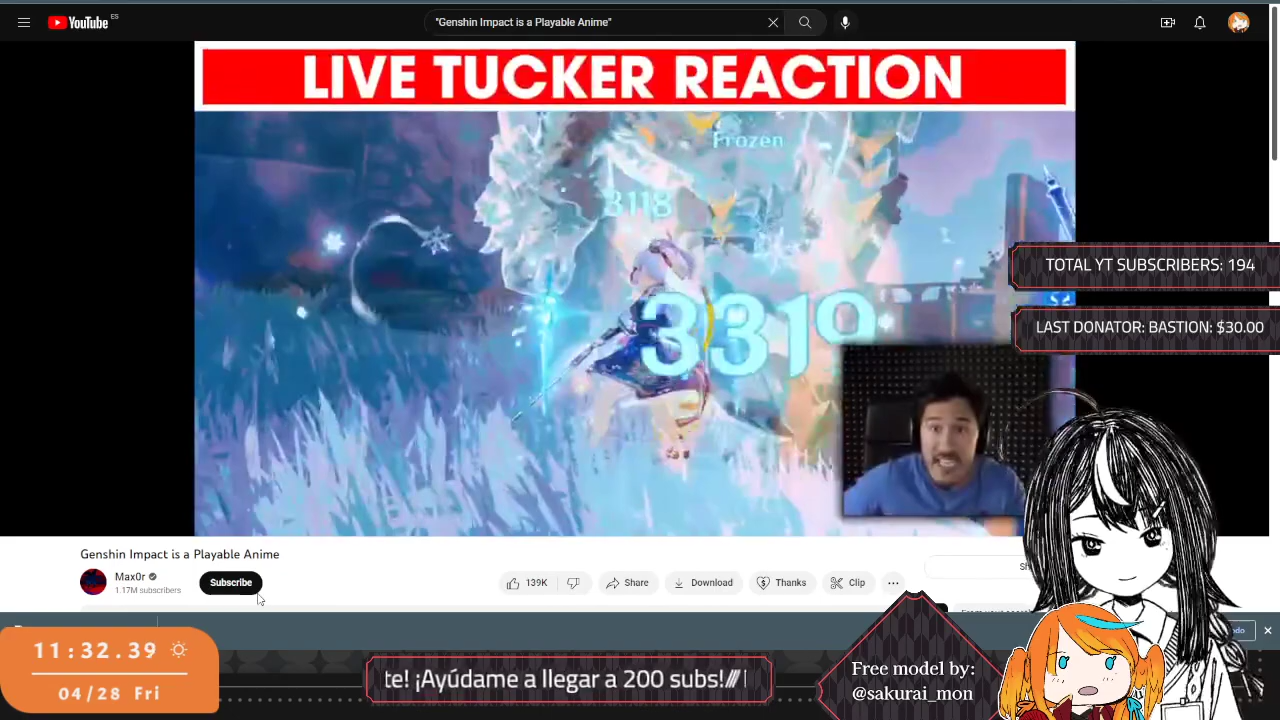 YouTube ES
"Genshin Impact is a Playable Anime"
LIVE TUCKER REACTION
Frozen
3118
3319
TOTAL YT SUBSCRIBERS: 194
LAST DONATOR: BASTION: $30.00
Genshin Impact is a Playable Anime
Max0r
1.17M subscribers
Subscribe
139K
Share
Download
Thanks
Clip
11:32.39
04/28 Fri
te! ¡Ayúdame a llegar a 200 subs!///
Free model by:
@sakurai_mon